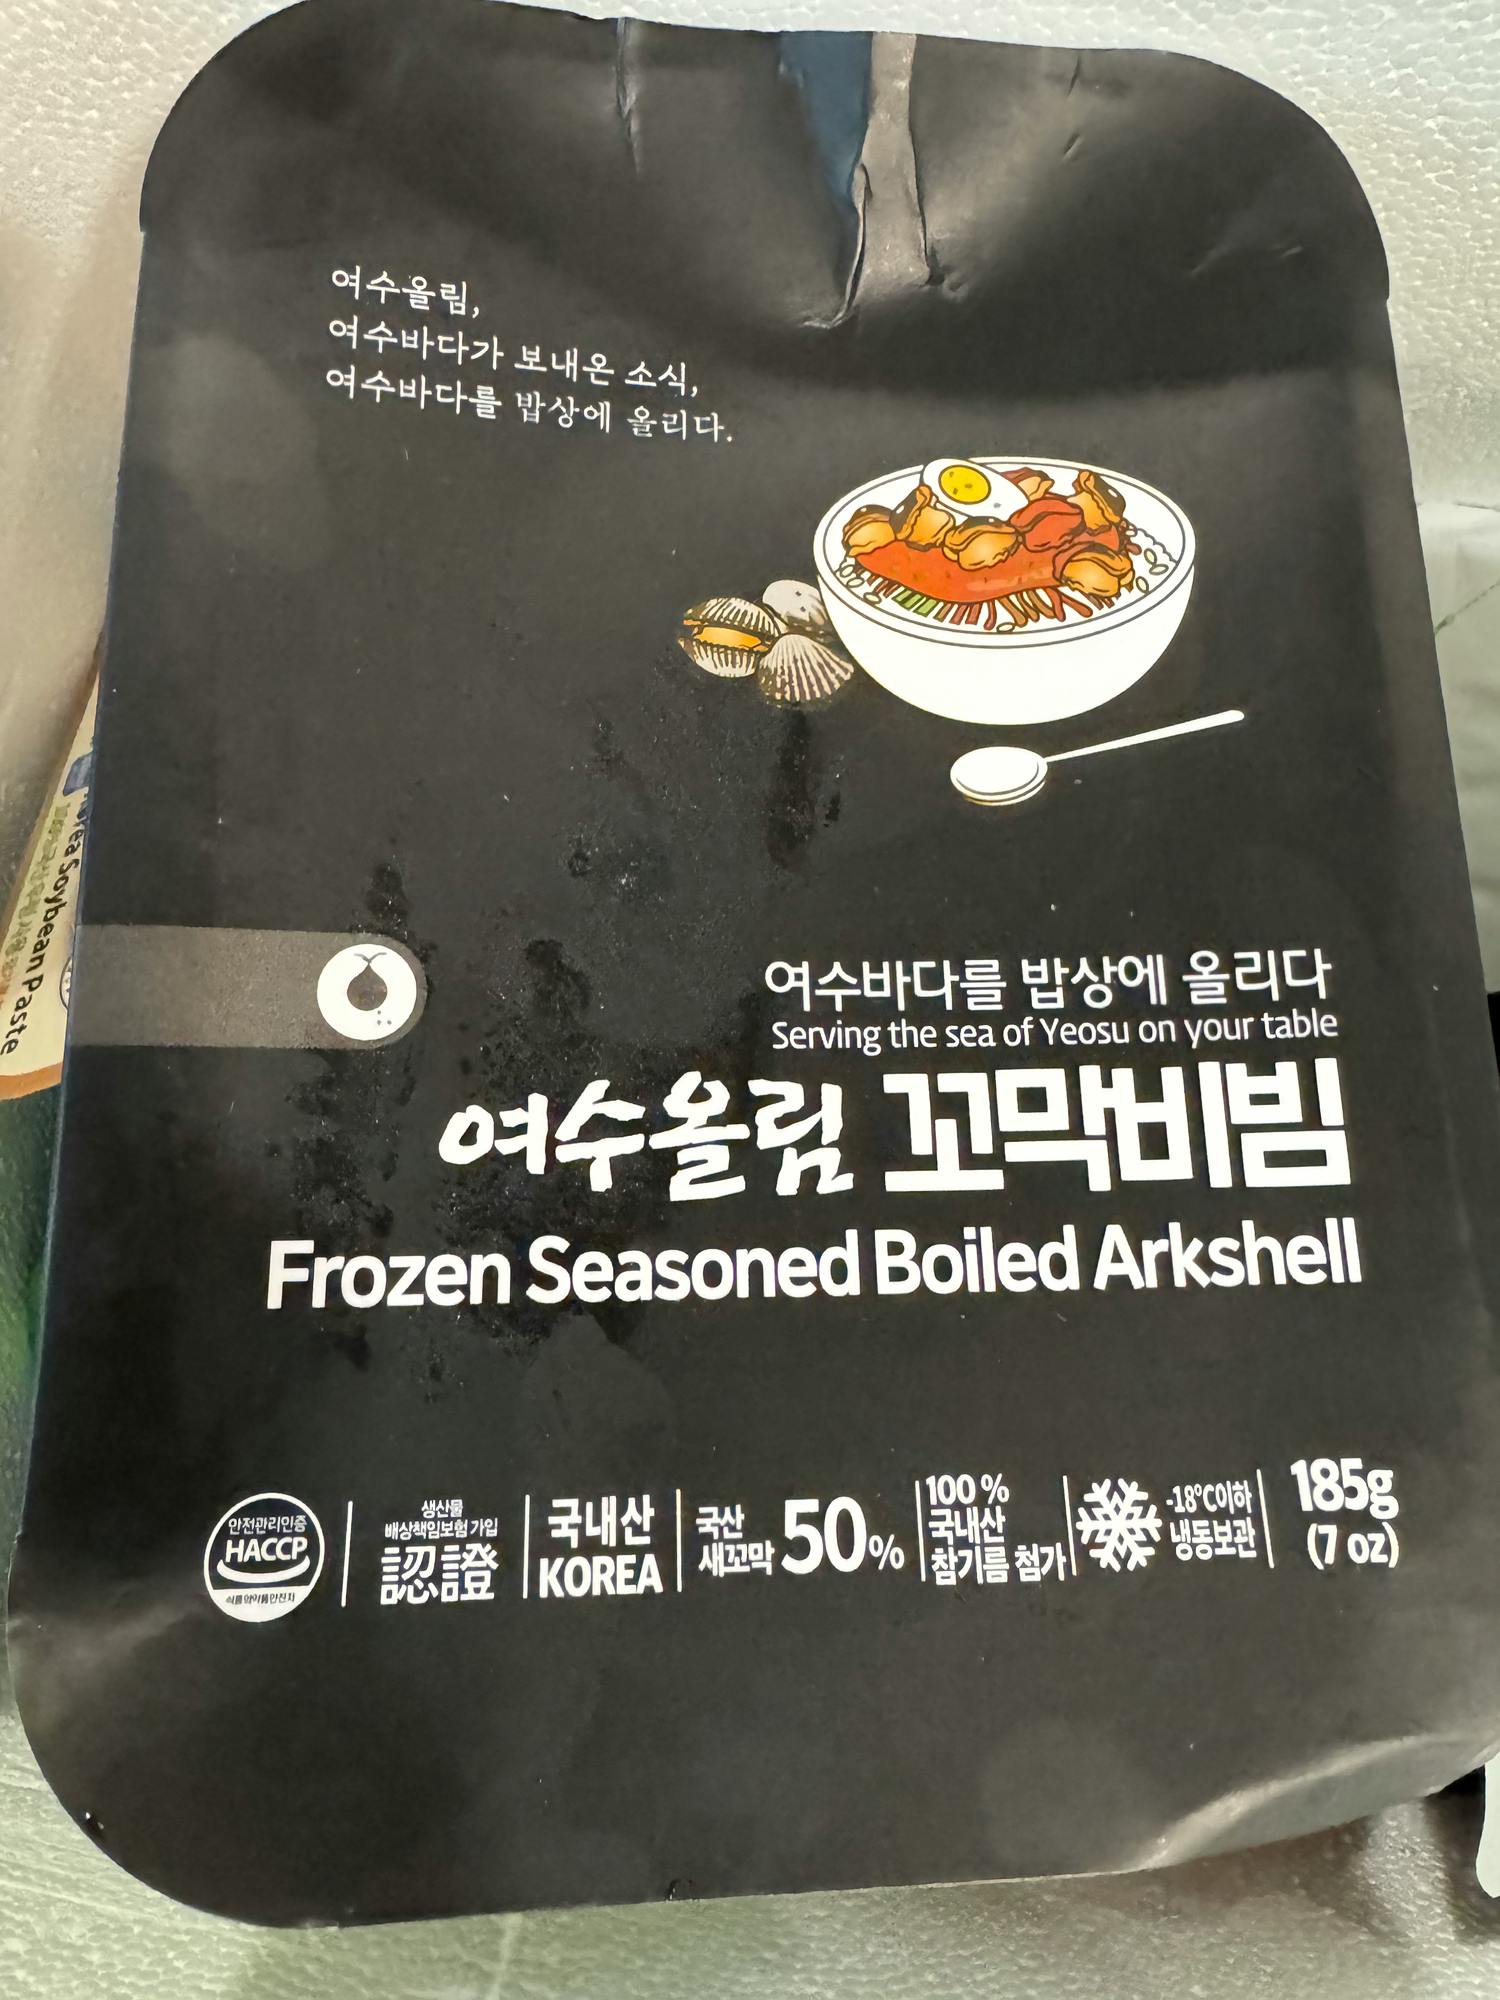 여수올림,
여수바다가 보내온 소식,
여수바다를 밥상에 올리다.
여수바다를 밥상에 올리다
Serving the sea of Yeosu on your table
여수올림 꼬막비빔
Frozen Seasoned Boiled Arkshell
안전관리인증
HACCP
생산물
배상책임보험 가입
認證
국내산
KOREA
국산
새꼬막
50%
100%
국내산
참기름 첨가
-18°C이하
냉동보관
185g
(7 oz)
Korea Soybean Paste